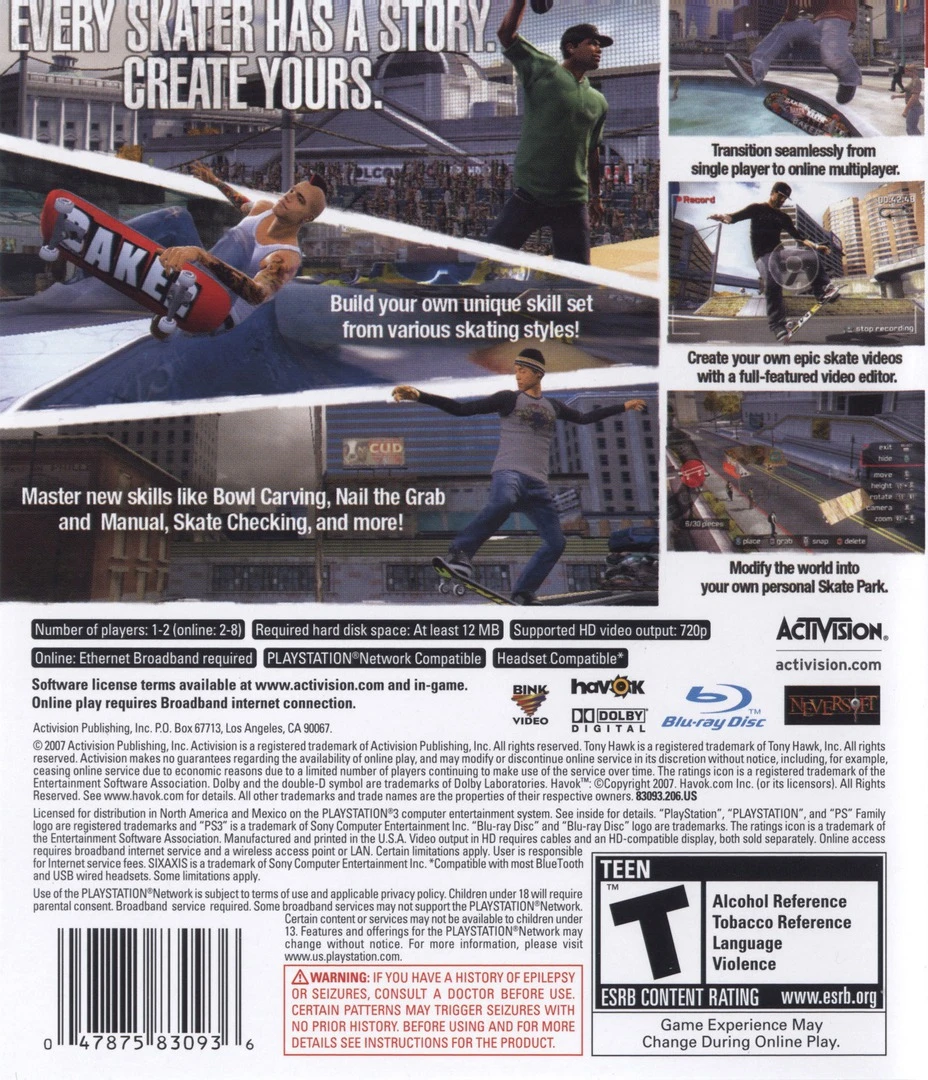 EVERY SKATER HAS A STORY.
CREATE YOURS.
BAKER
Build your own unique skill set
from various skating styles!
CUD
Master new skills like Bowl Carving, Nail the Grab
and Manual, Skate Checking, and more!
Transition seamlessly from
single player to online multiplayer.
Record
00:42.48
stop recording
Create your own epic skate videos
with a full-featured video editor.
exit
hide
move
height
rotate
camera
zoom
6/30 pieces
place grab snap delete
Modify the world into
your own personal Skate Park.
Number of players: 1-2 (online: 2-8) Required hard disk space: At least 12 MB Supported HD video output: 720p
Online: Ethernet Broadband required PLAYSTATION®Network Compatible Headset Compatible*
ACTIVISION®
activision.com
Software license terms available at www.activision.com and in-game.
Online play requires Broadband internet connection.
BINK
VIDEO
havok
DOLBY
DIGITAL
Blu-ray Disc™
NEVERSOFT
Activision Publishing, Inc. P.O. Box 67713, Los Angeles, CA 90067.
© 2007 Activision Publishing, Inc. Activision is a registered trademark of Activision Publishing, Inc. All rights reserved. Tony Hawk is a registered trademark of Tony Hawk, Inc. All rights
reserved. Activision makes no guarantees regarding the availability of online play, and may modify or discontinue online service in its discretion without notice, including, for example,
ceasing online service due to economic reasons due to a limited number of players continuing to make use of the service over time. The ratings icon is a registered trademark of the
Entertainment Software Association. Dolby and the double-D symbol are trademarks of Dolby Laboratories. Havok™: ©Copyright 2007. Havok.com Inc. (or its licensors). All Rights
Reserved. See www.havok.com for details. All other trademarks and trade names are the properties of their respective owners. 83093.206.US
Licensed for distribution in North America and Mexico on the PLAYSTATION®3 computer entertainment system. See inside for details. "PlayStation", "PLAYSTATION", and "PS" Family
logo are registered trademarks and "PS3" is a trademark of Sony Computer Entertainment Inc. "Blu-ray Disc" and "Blu-ray Disc" logo are trademarks. The ratings icon is a trademark of
the Entertainment Software Association. Manufactured and printed in the U.S.A. Video output in HD requires cables and an HD-compatible display, both sold separately. Online access
requires broadband internet service and a wireless access point or LAN. Certain limitations apply. User is responsible
for Internet service fees. SIXAXIS is a trademark of Sony Computer Entertainment Inc. *Compatible with most BlueTooth
and USB wired headsets. Some limitations apply.
Use of the PLAYSTATION®Network is subject to terms of use and applicable privacy policy. Children under 18 will require
parental consent. Broadband service required. Some broadband services may not support the PLAYSTATION®Network.
Certain content or services may not be available to children under
13. Features and offerings for the PLAYSTATION®Network may
change without notice. For more information, please visit
www.us.playstation.com.
WARNING: IF YOU HAVE A HISTORY OF EPILEPSY
OR SEIZURES, CONSULT A DOCTOR BEFORE USE.
CERTAIN PATTERNS MAY TRIGGER SEIZURES WITH
NO PRIOR HISTORY. BEFORE USING AND FOR MORE
DETAILS SEE INSTRUCTIONS FOR THE PRODUCT.
0 47875 83093 6
TEEN
T™
Alcohol Reference
Tobacco Reference
Language
Violence
ESRB CONTENT RATING www.esrb.org
Game Experience May
Change During Online Play.